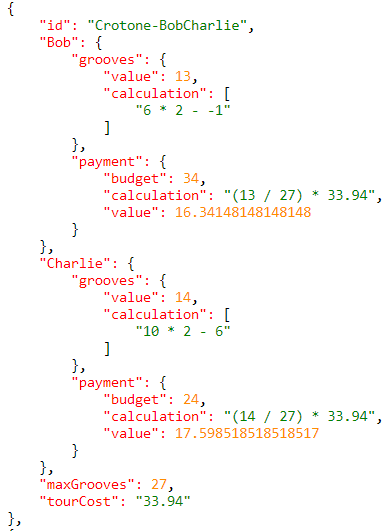 {
"id": "Crotone-BobCharlie",
"Bob": {
"grooves": {
"value": 13,
"calculation": [
"6 * 2 - -1"
]
},
"payment": {
"budget": 34,
"calculation": "(13 / 27) * 33.94",
"value": 16.34148148148148
}
},
"Charlie": {
"grooves": {
"value": 14,
"calculation": [
"10 * 2 - 6"
]
},
"payment": {
"budget": 24,
"calculation": "(14 / 27) * 33.94",
"value": 17.598518518518517
}
},
"maxGrooves": 27,
"tourCost": "33.94"
},